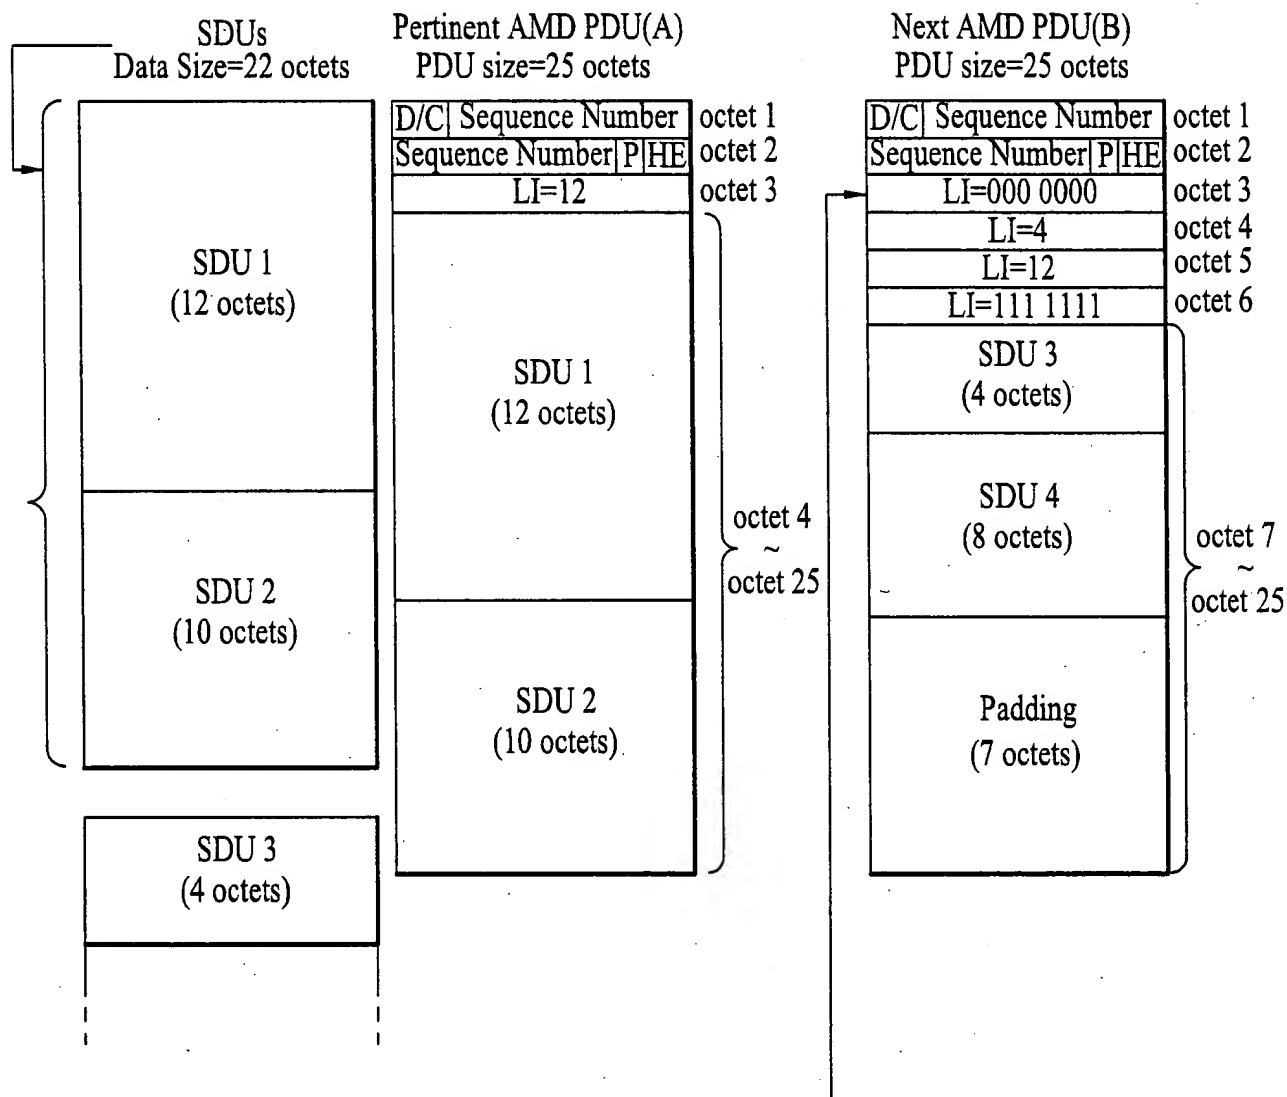 SDUs
Data Size=22 octets
SDU 1
(12 octets)
SDU 2
(10 octets)
SDU 3
(4 octets)
Pertinent AMD PDU(A)
PDU size=25 octets
D/C Sequence Number octet 1
Sequence Number P HE octet 2
LI=12 octet 3
SDU 1
(12 octets)
SDU 2
(10 octets)
octet 4
~
octet 25
Next AMD PDU(B)
PDU size=25 octets
D/C Sequence Number octet 1
Sequence Number P HE octet 2
LI=000 0000 octet 3
LI=4 octet 4
LI=12 octet 5
LI=111 1111 octet 6
SDU 3
(4 octets)
SDU 4
(8 octets)
Padding
(7 octets)
octet 7
~
octet 25